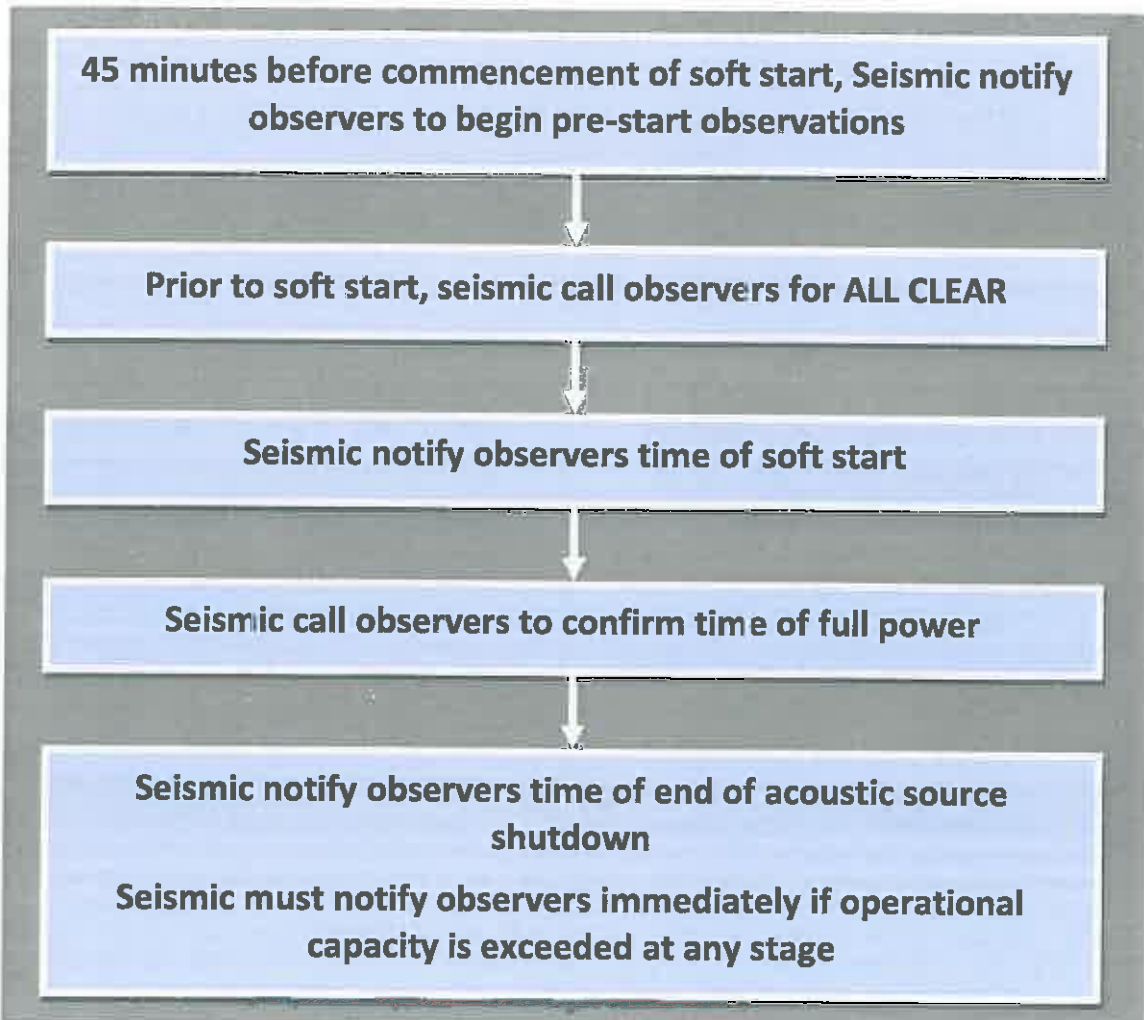 45 minutes before commencement of soft start, Seismic notify
observers to begin pre-start observations
Prior to soft start, seismic call observers for ALL CLEAR
Seismic notify observers time of soft start
Seismic call observers to confirm time of full power
Seismic notify observers time of end of acoustic source
shutdown
Seismic must notify observers immediately if operational
capacity is exceeded at any stage